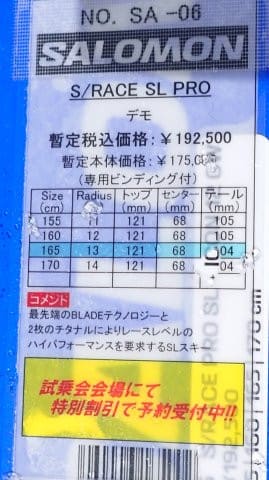 NO. SA -06
SALOMON
S/RACE SL PRO
デモ
暫定税込価格：￥192,500
暫定本体価格：￥175,0
(専用ビンディング付)
Size (cm) Radius (m) トップ (mm) センター (mm) テール (mm)
155 11 121 68 105
160 12 121 68 105
165 13 121 68 104
170 14 121 68 104
コメント
最先端のBLADEテクノロジーと
2枚のチタナルによりレースレベルの
ハイパフォーマンスを要求するSLスキー
試乗会会場にて
特別割引で予約受付中!!
S/RACE PRO SL